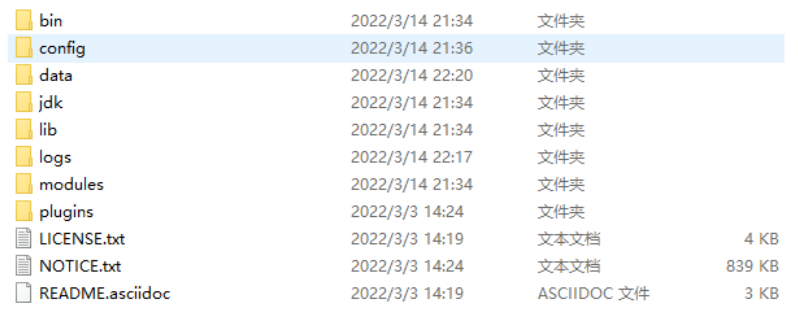 bin 2022/3/14 21:34 文件夹
config 2022/3/14 21:36 文件夹
data 2022/3/14 22:20 文件夹
jdk 2022/3/14 21:34 文件夹
lib 2022/3/14 21:34 文件夹
logs 2022/3/14 22:17 文件夹
modules 2022/3/14 21:34 文件夹
plugins 2022/3/3 14:24 文件夹
LICENSE.txt 2022/3/3 14:19 文本文档 4 KB
NOTICE.txt 2022/3/3 14:24 文本文档 839 KB
README.asciidoc 2022/3/3 14:19 ASCIIDOC 文件 3 KB